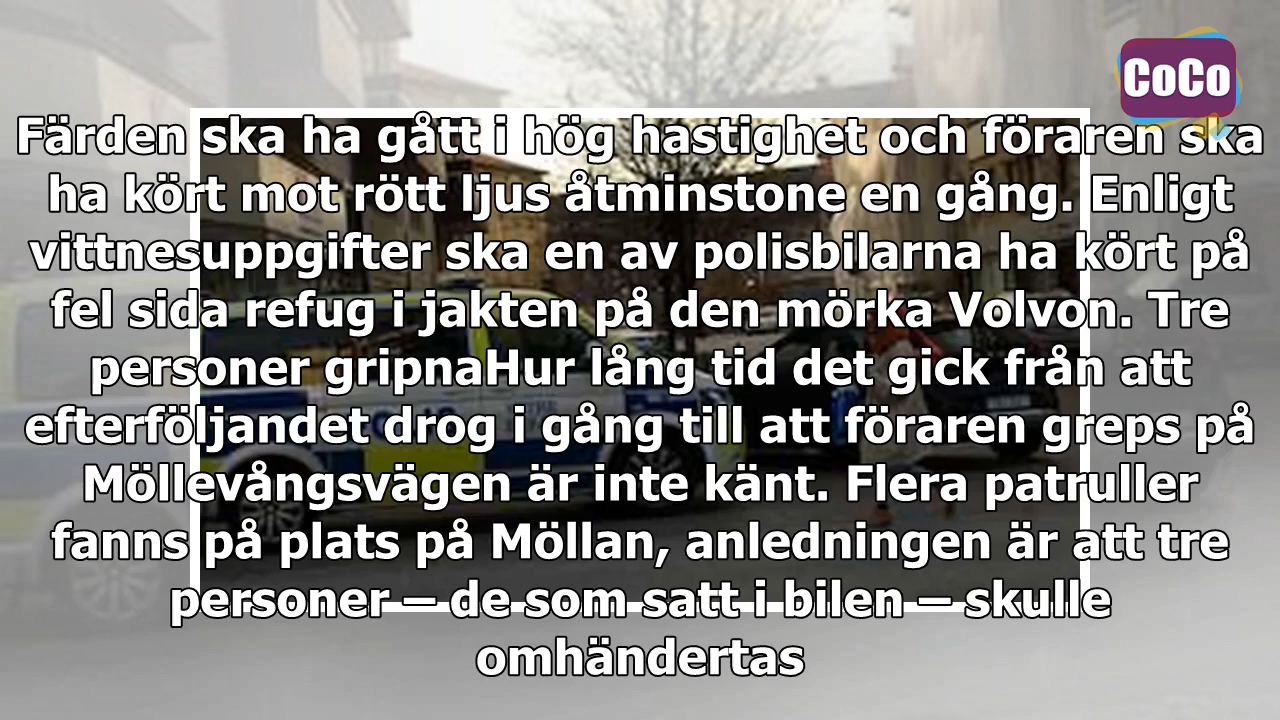 CoCo
Färden ska ha gått i hög hastighet och föraren ska
ha kört mot rött ljus åtminstone en gång. Enligt
vittnesuppgifter ska en av polisbilarna ha kört på
fel sida refug i jakten på den mörka Volvon. Tre
personer gripnaHur lång tid det gick från att
efterföljandet drog i gång till att föraren greps på
Möllevångsvägen är inte känt. Flera patruller
fanns på plats på Möllan, anledningen är att tre
personer – de som satt i bilen – skulle
omhändertas